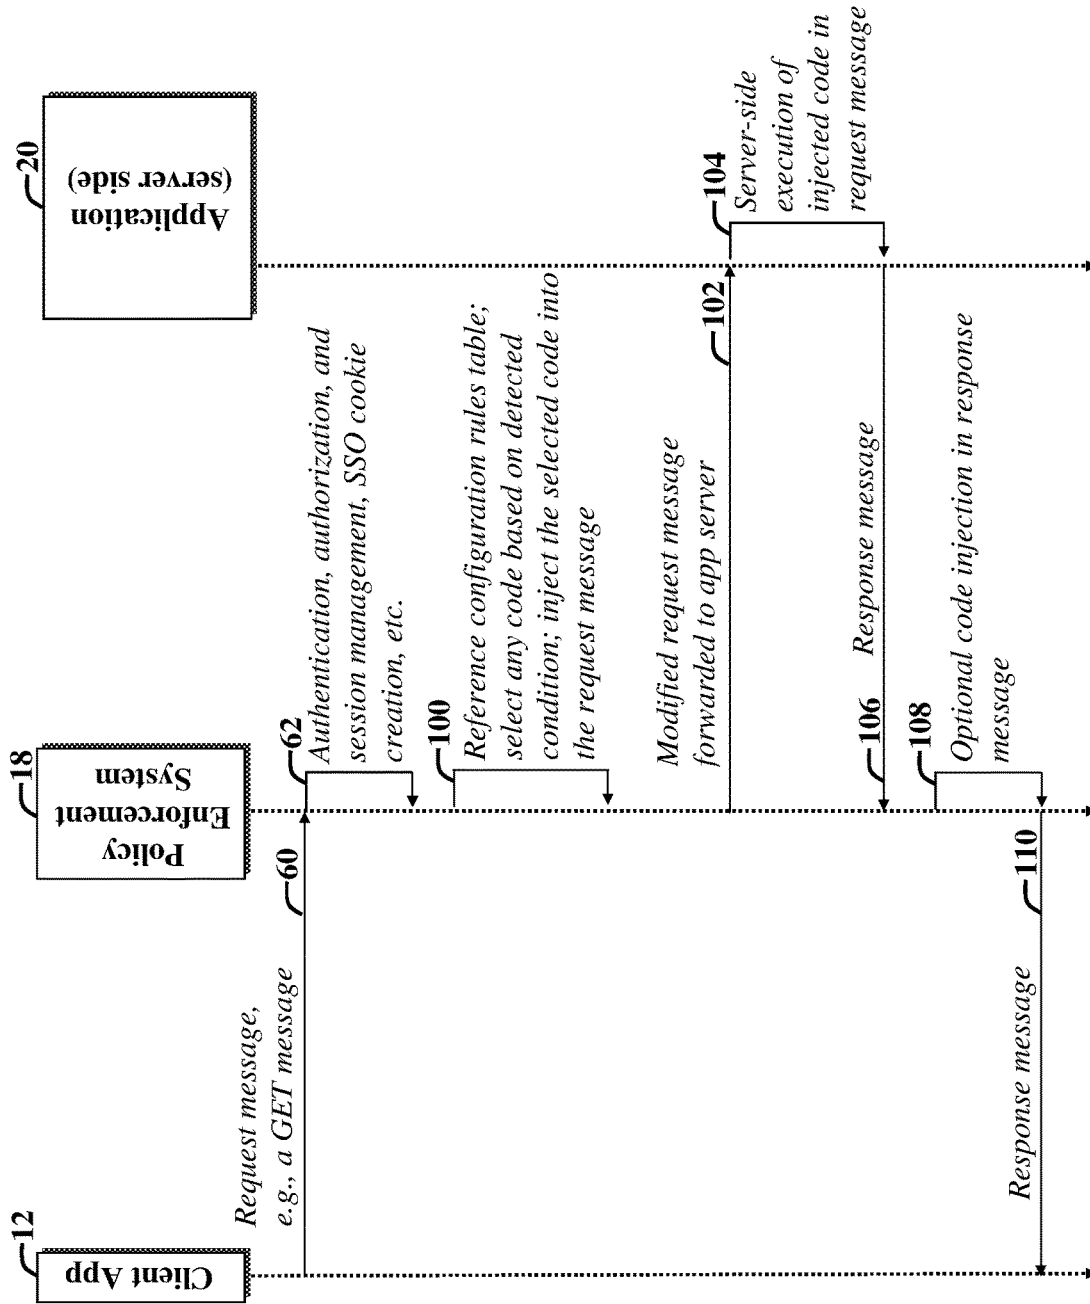 12
Client App
18
Policy
Enforcement
System
20
Application
(server side)
Request message,
e.g., a GET message
60
62
Authentication, authorization, and
session management, SSO cookie
creation, etc.
100
Reference configuration rules table;
select any code based on detected
condition; inject the selected code into
the request message
Modified request message
forwarded to app server
102
104
Server-side
execution of
injected code in
request message
106
Response message
108
Optional code injection in response
message
Response message
110